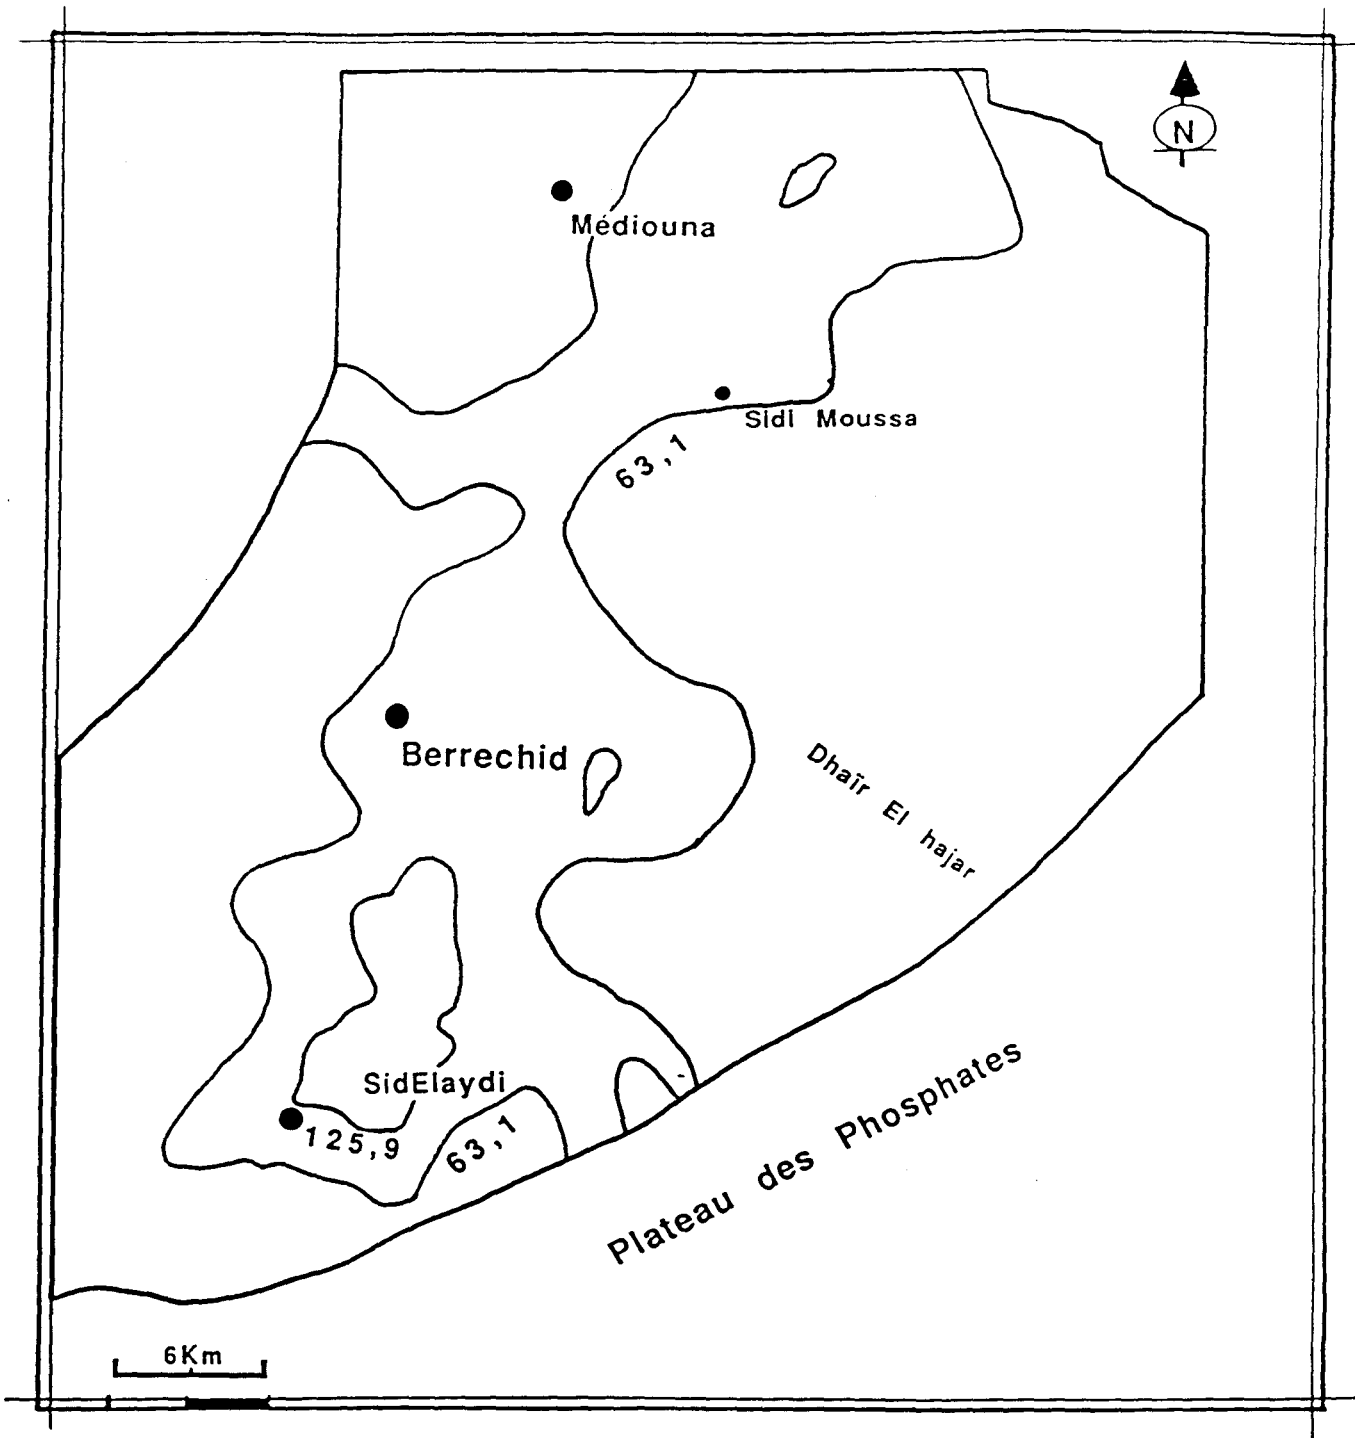 N
Médiouna
Sidi Moussa
63,1
Berrechid
Dhaïr El hajar
SidElaydi
125,9
63,1
Plateau des Phosphates
6Km